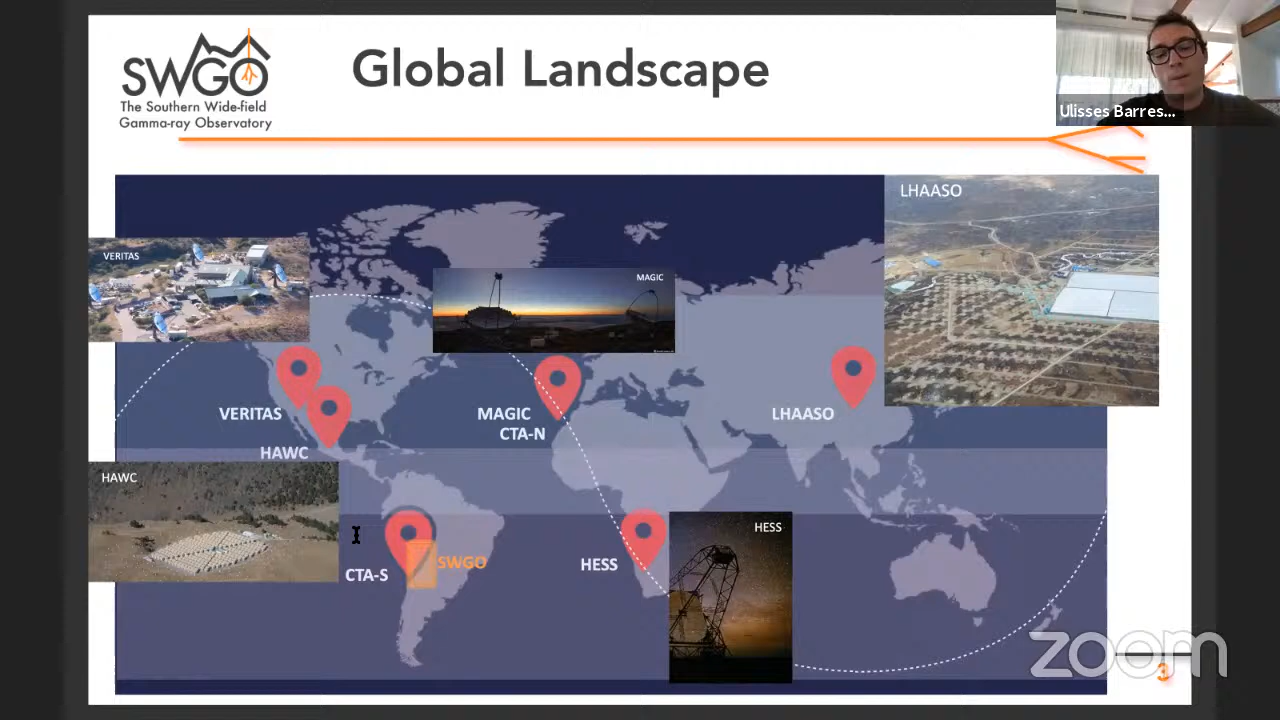 SWGO
The Southern Wide-field
Gamma-ray Observatory
Global Landscape
Ulisses Barres...
LHAASO
VERITAS
MAGIC
VERITAS
MAGIC
LHAASO
CTA-N
HAWC
HAWC
HESS
SWGO
HESS
CTA-S
zoom
3